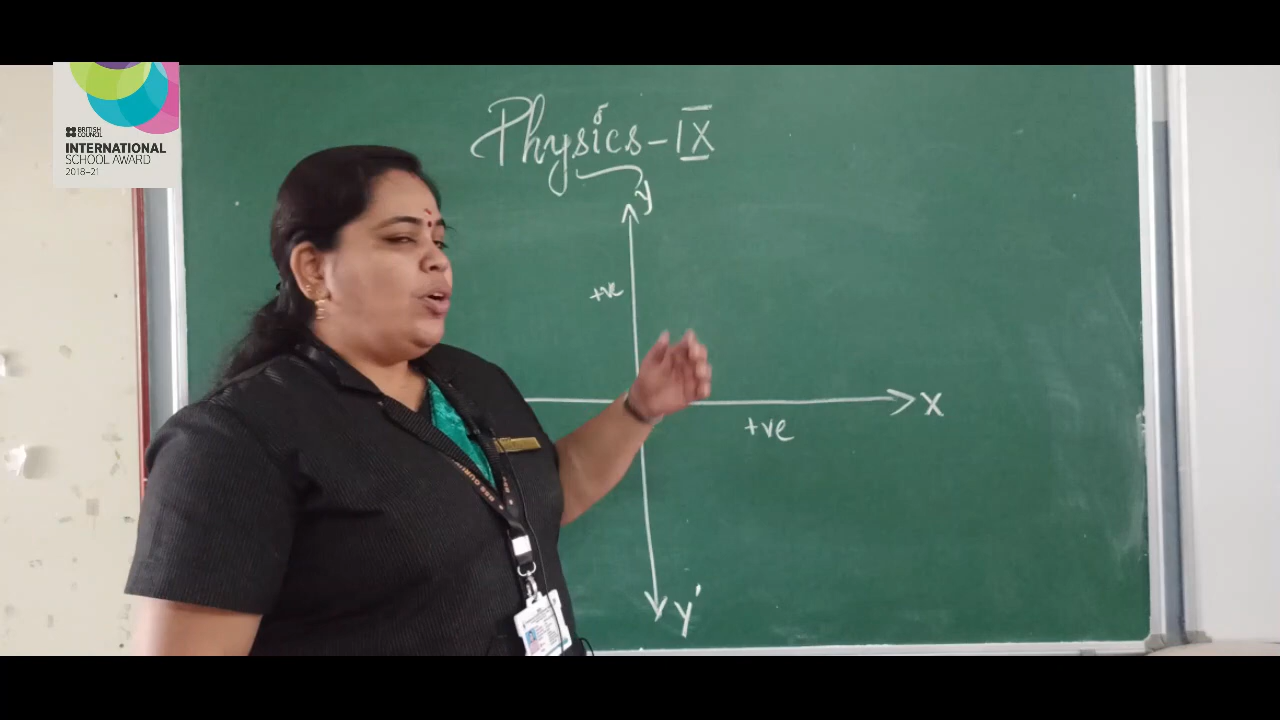 BRITISH
COUNCIL
INTERNATIONAL
SCHOOL AWARD
2018–21
Physics – IX
y
+ve
X
+ve
y'